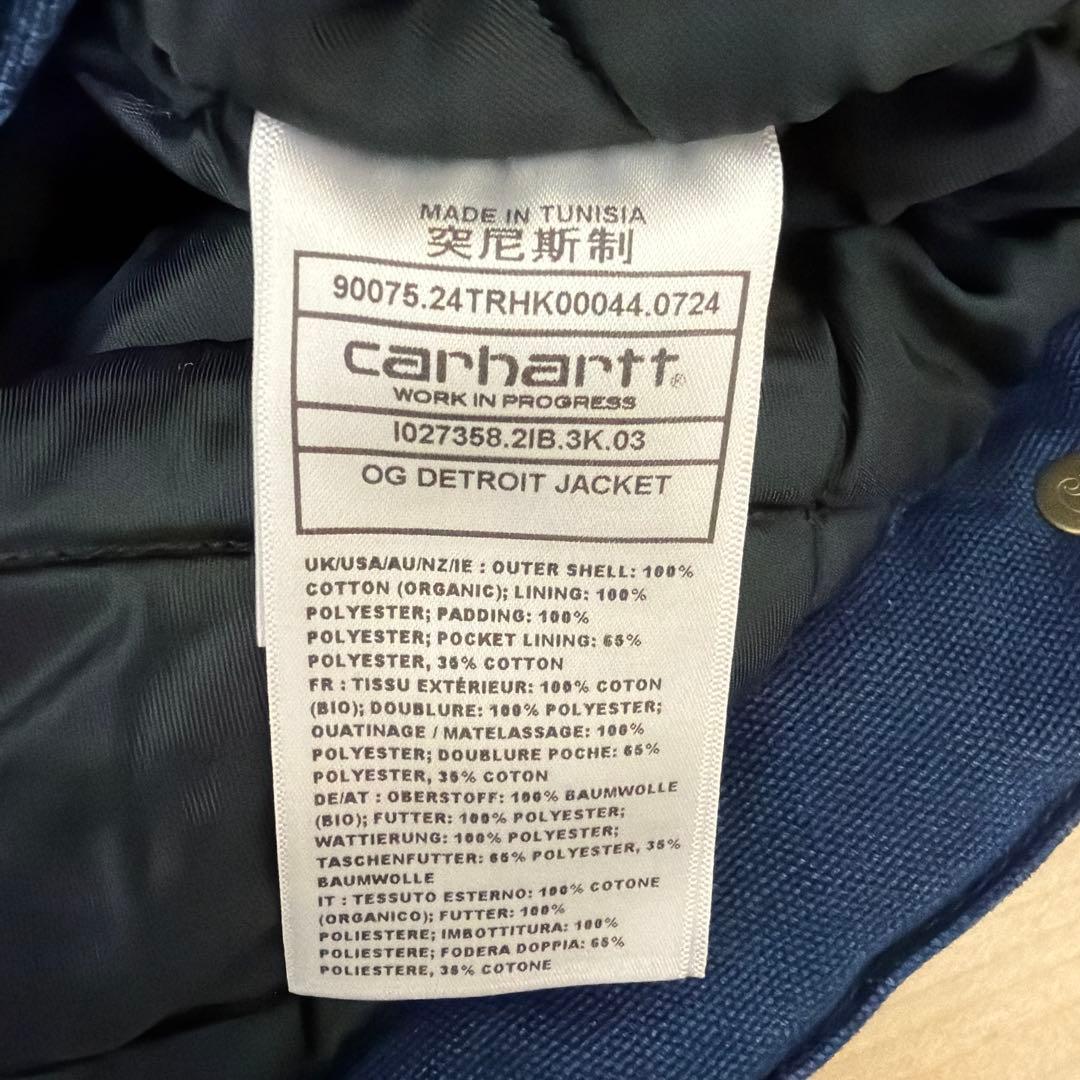 MADE IN TUNISIA
突尼斯制
90075.24TRHK00044.0724
carhartt®
WORK IN PROGRESS
I027358.2IB.3K.03
OG DETROIT JACKET
UK/USA/AU/NZ/IE : OUTER SHELL: 100%
COTTON (ORGANIC); LINING: 100%
POLYESTER; PADDING: 100%
POLYESTER; POCKET LINING: 65%
POLYESTER, 35% COTTON
FR : TISSU EXTÉRIEUR: 100% COTON
(BIO); DOUBLURE: 100% POLYESTER;
OUATINAGE / MATELASSAGE: 100%
POLYESTER; DOUBLURE POCHE: 65%
POLYESTER, 35% COTON
DE/AT : OBERSTOFF: 100% BAUMWOLLE
(BIO); FUTTER: 100% POLYESTER;
WATTIERUNG: 100% POLYESTER;
TASCHENFUTTER: 65% POLYESTER, 35%
BAUMWOLLE
IT : TESSUTO ESTERNO: 100% COTONE
(ORGANICO); FUTTER: 100%
POLIESTERE; IMBOTTITURA: 100%
POLIESTERE; FODERA DOPPIA: 65%
POLIESTERE, 35% COTONE